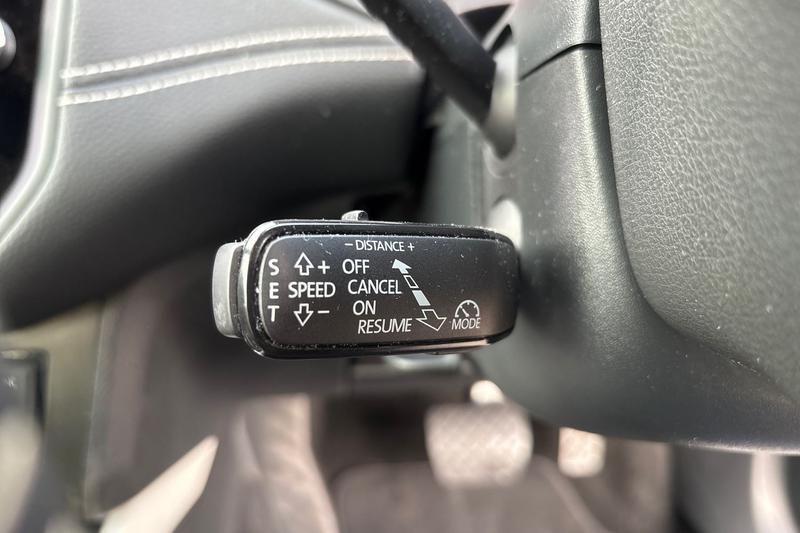 − DISTANCE +
S + OFF
E SPEED CANCEL
T − ON
RESUME MODE